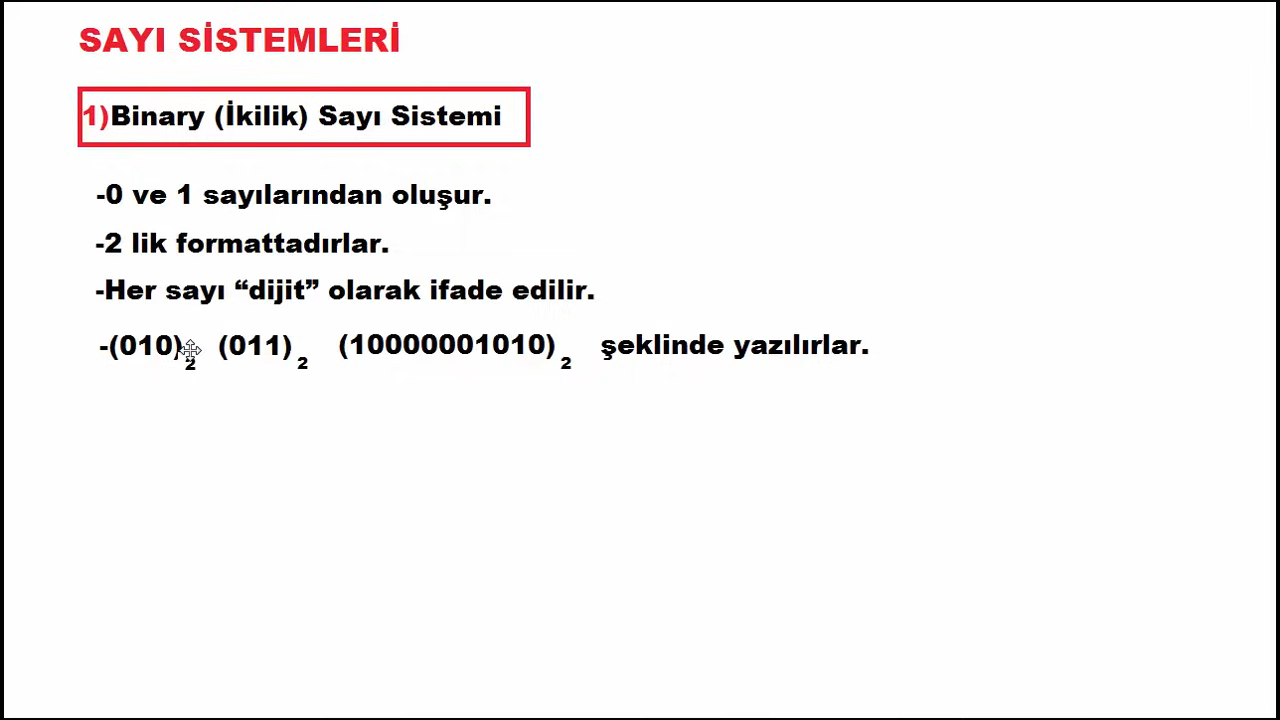 SAYI SİSTEMLERİ
1)Binary (İkilik) Sayı Sistemi
-0 ve 1 sayılarından oluşur.
-2 lik formattadırlar.
-Her sayı “dijit” olarak ifade edilir.
-(010)2 (011)2 (10000001010)2 şeklinde yazılırlar.